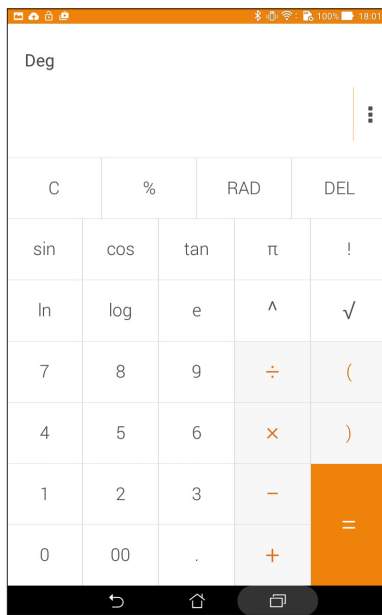 100% 18:01
Deg
C % RAD DEL
sin cos tan π !
ln log e ^ √
7 8 9 ÷ (
4 5 6 × )
1 2 3 −
=
0 00 . +